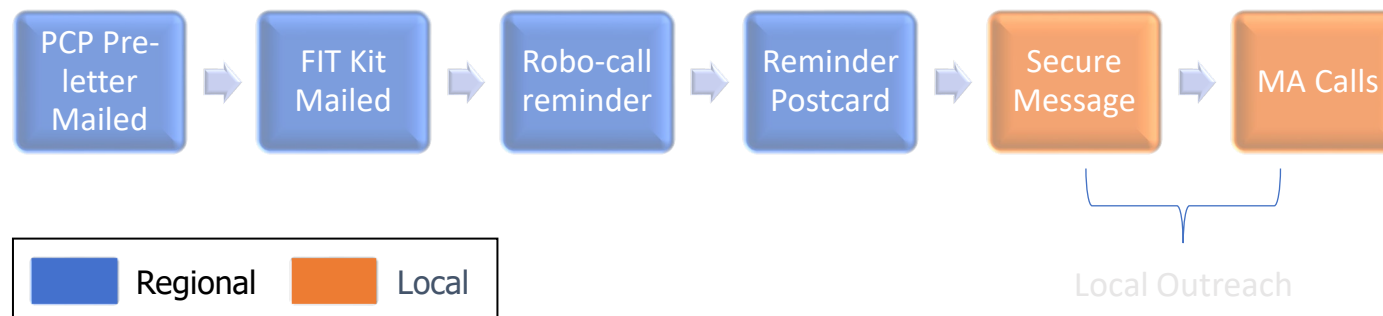 PCP Pre-
letter
Mailed
FIT Kit
Mailed
Robo-call
reminder
Reminder
Postcard
Secure
Message
MA Calls
Local Outreach
Regional
Local